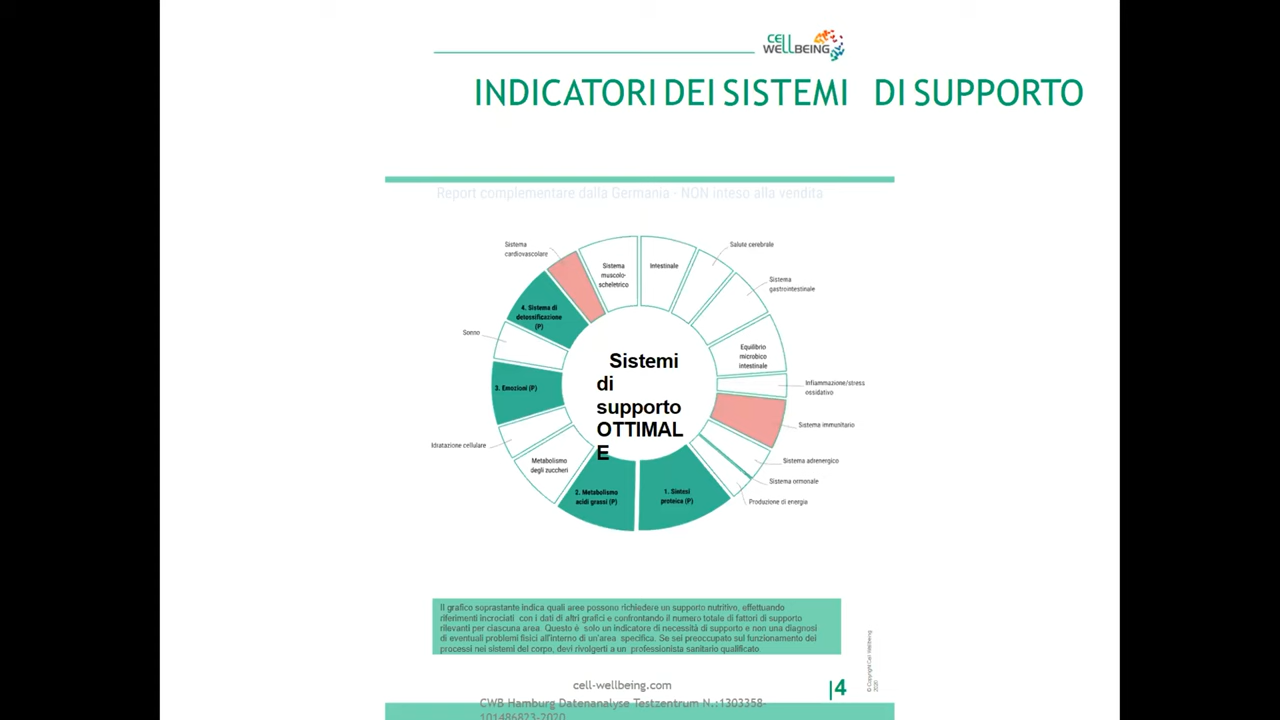 CELL
WELLBEING
INDICATORI DEI SISTEMI DI SUPPORTO
Report complementare dalla Germania - NON inteso alla vendita
Sistema
cardiovascolare
Sistema
muscolo-
scheletrico
Intestinale
Salute cerebrale
Sistema
gastrointestinale
4. Sistema di
detossificazione
(P)
Sonno
Equilibrio
microbico
intestinale
3. Emozioni (P)
Sistemi
di
supporto
OTTIMAL
E
Infiammazione/stress
ossidativo
Sistema immunitario
Idratazione cellulare
Metabolismo
degli zuccheri
Sistema adrenergico
Sistema ormonale
Produzione di energia
2. Metabolismo
acidi grassi (P)
1. Sintesi
proteica (P)
Il grafico soprastante indica quali aree possono richiedere un supporto nutritivo, effettuando
riferimenti incrociati con i dati di altri grafici e confrontando il numero totale di fattori di supporto
rilevanti per ciascuna area. Questo è solo un indicatore di necessità di supporto e non una diagnosi
di eventuali problemi fisici all'interno di un'area specifica. Se sei preoccupato sul funzionamento dei
processi nei sistemi del corpo, devi rivolgerti a un professionista sanitario qualificato
© Copyright Cell Wellbeing
2020
cell-wellbeing.com
|4
CWB Hamburg Datenanalyse Testzentrum N.:1303358-
101486823-2020